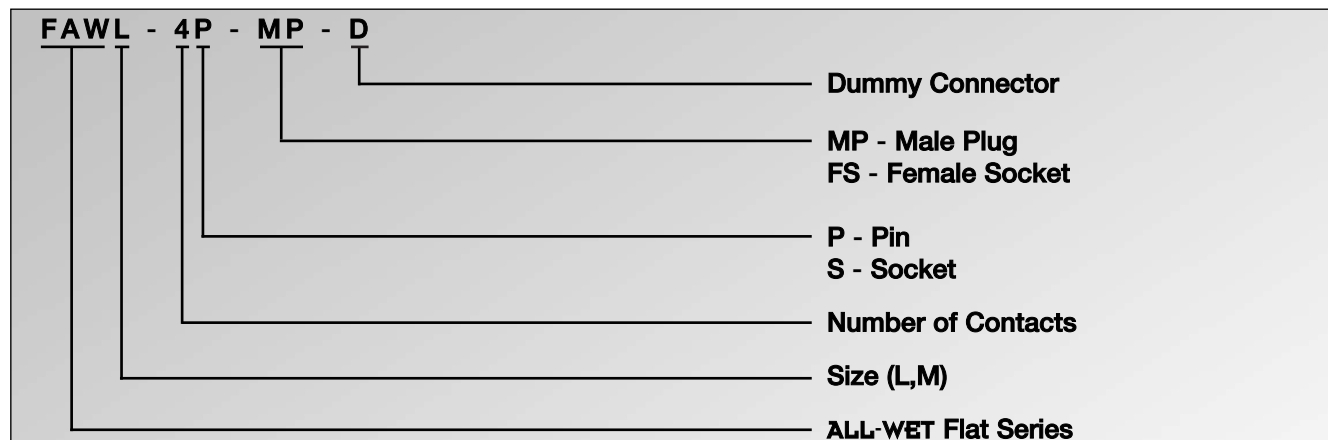 FAWL - 4P - MP - D
Dummy Connector
MP - Male Plug
FS - Female Socket
P - Pin
S - Socket
Number of Contacts
Size (L,M)
ALL-WET Flat Series